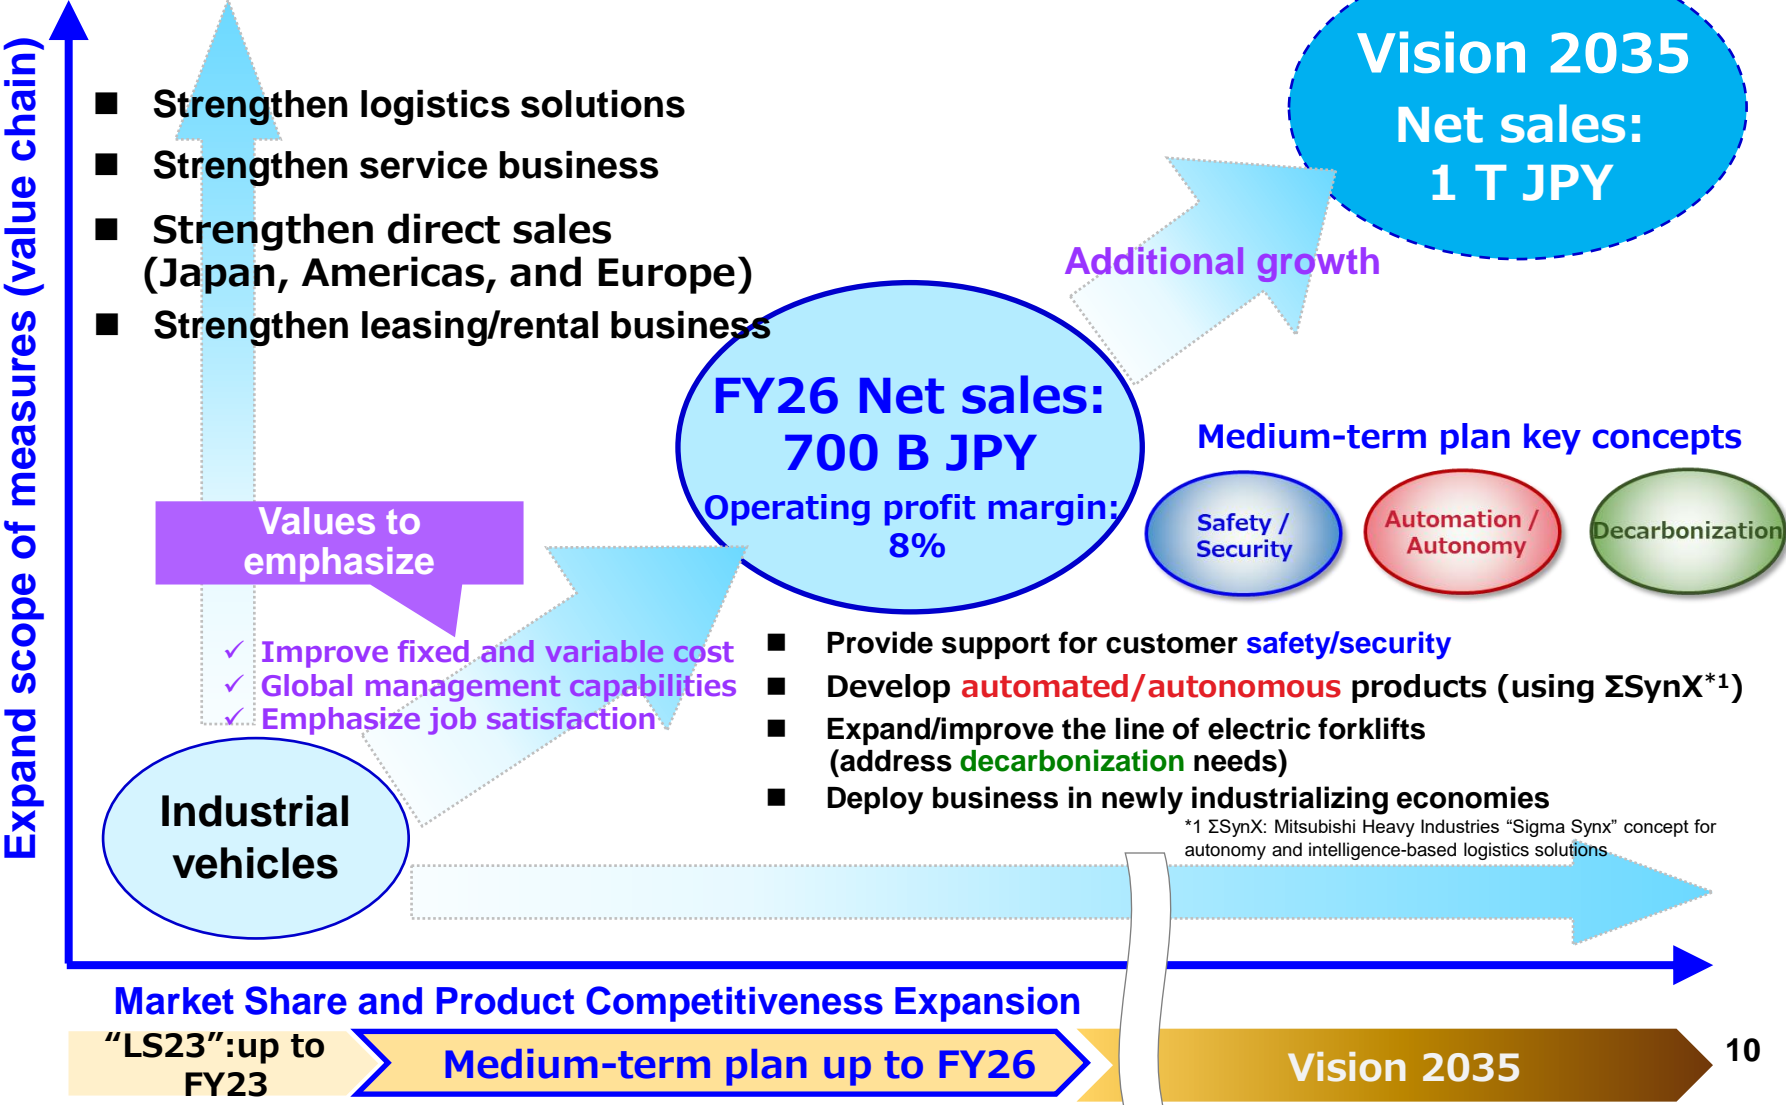 Expand scope of measures (value chain)
Strengthen logistics solutions
Strengthen service business
Strengthen direct sales
(Japan, Americas, and Europe)
Strengthen leasing/rental business
Vision 2035
Net sales:
1 T JPY
Additional growth
FY26 Net sales:
700 B JPY
Operating profit margin:
8%
Medium-term plan key concepts
Safety /
Security
Automation /
Autonomy
Decarbonization
Values to
emphasize
✓ Improve fixed and variable cost
✓ Global management capabilities
✓ Emphasize job satisfaction
Provide support for customer safety/security
Develop automated/autonomous products (using ΣSynX*1)
Expand/improve the line of electric forklifts
(address decarbonization needs)
Deploy business in newly industrializing economies
*1 ΣSynX: Mitsubishi Heavy Industries “Sigma Synx” concept for
autonomy and intelligence-based logistics solutions
Industrial
vehicles
Market Share and Product Competitiveness Expansion
“LS23”:up to
FY23
Medium-term plan up to FY26
Vision 2035
10